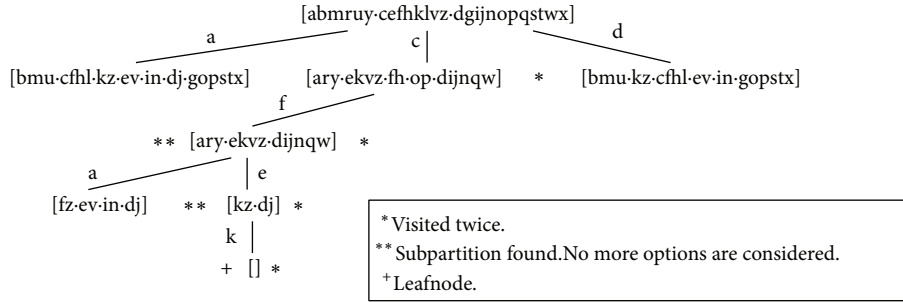 [abmruy·cefhklvz·dgijnopqstwx]
a c d
[bmu·cfhl·kz·ev·in·dj·gopstx] [ary·ekvz·fh·op·dijnqw] * [bmu·kz·cfhl·ev·in·gopstx]
f
** [ary·ekvz·dijnqw] *
a e
[fz·ev·in·dj] ** [kz·dj] *
k
+ [] *
*Visited twice.
**Subpartition found.No more options are considered.
+Leafnode.